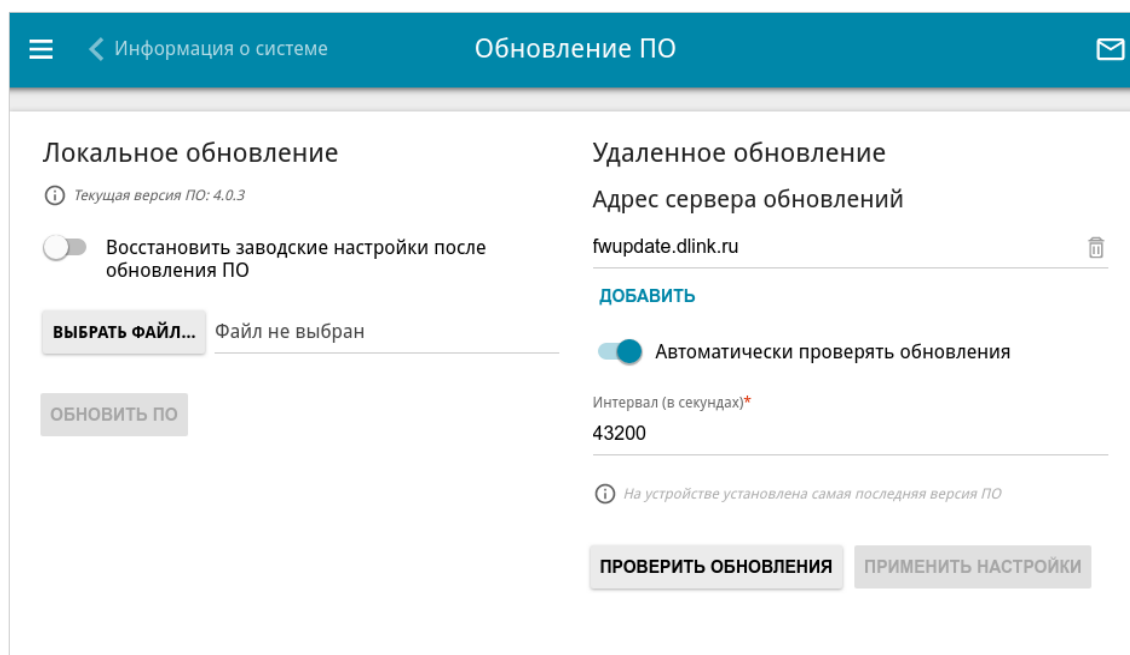 Информация о системе
Обновление ПО
Локальное обновление
Текущая версия ПО: 4.0.3
Восстановить заводские настройки после
обновления ПО
ВЫБРАТЬ ФАЙЛ...
Файл не выбран
ОБНОВИТЬ ПО
Удаленное обновление
Адрес сервера обновлений
fwupdate.dlink.ru
ДОБАВИТЬ
Автоматически проверять обновления
Интервал (в секундах)*
43200
На устройстве установлена самая последняя версия ПО
ПРОВЕРИТЬ ОБНОВЛЕНИЯ
ПРИМЕНИТЬ НАСТРОЙКИ